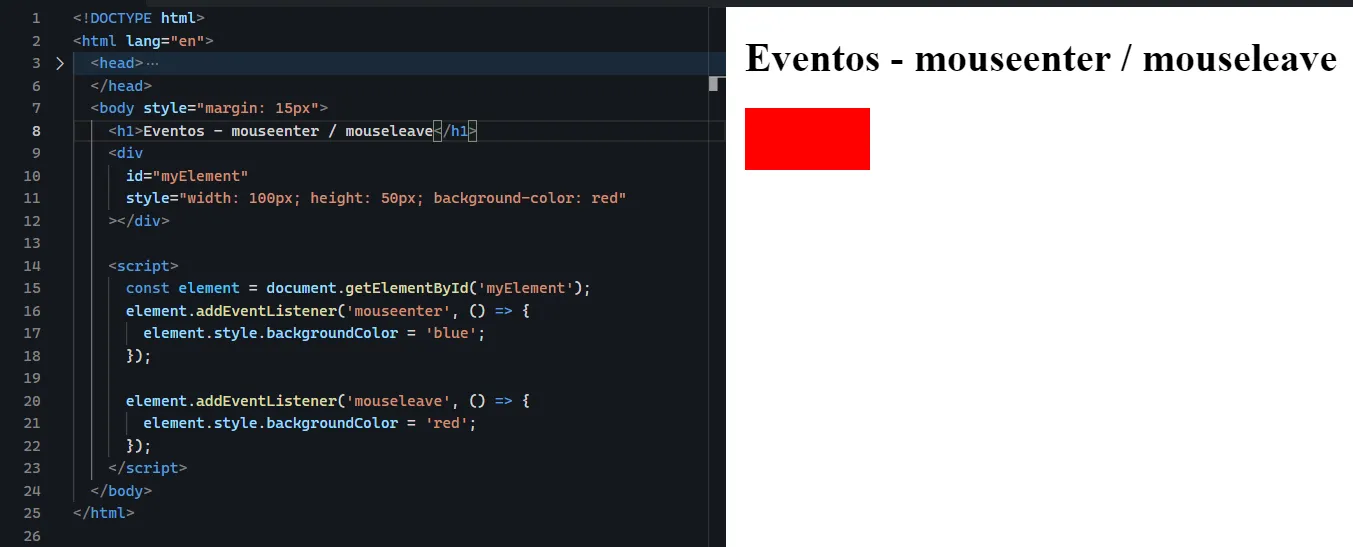 1 <!DOCTYPE html>
2 <html lang="en">
3 <head>···
6 </head>
7 <body style="margin: 15px">
8 <h1>Eventos - mouseenter / mouseleave</h1>
9 <div
10 id="myElement"
11 style="width: 100px; height: 50px; background-color: red"
12 ></div>
13
14 <script>
15 const element = document.getElementById('myElement');
16 element.addEventListener('mouseenter', () => {
17 element.style.backgroundColor = 'blue';
18 });
19
20 element.addEventListener('mouseleave', () => {
21 element.style.backgroundColor = 'red';
22 });
23 </script>
24 </body>
25 </html>
26
Eventos - mouseenter / mouseleave